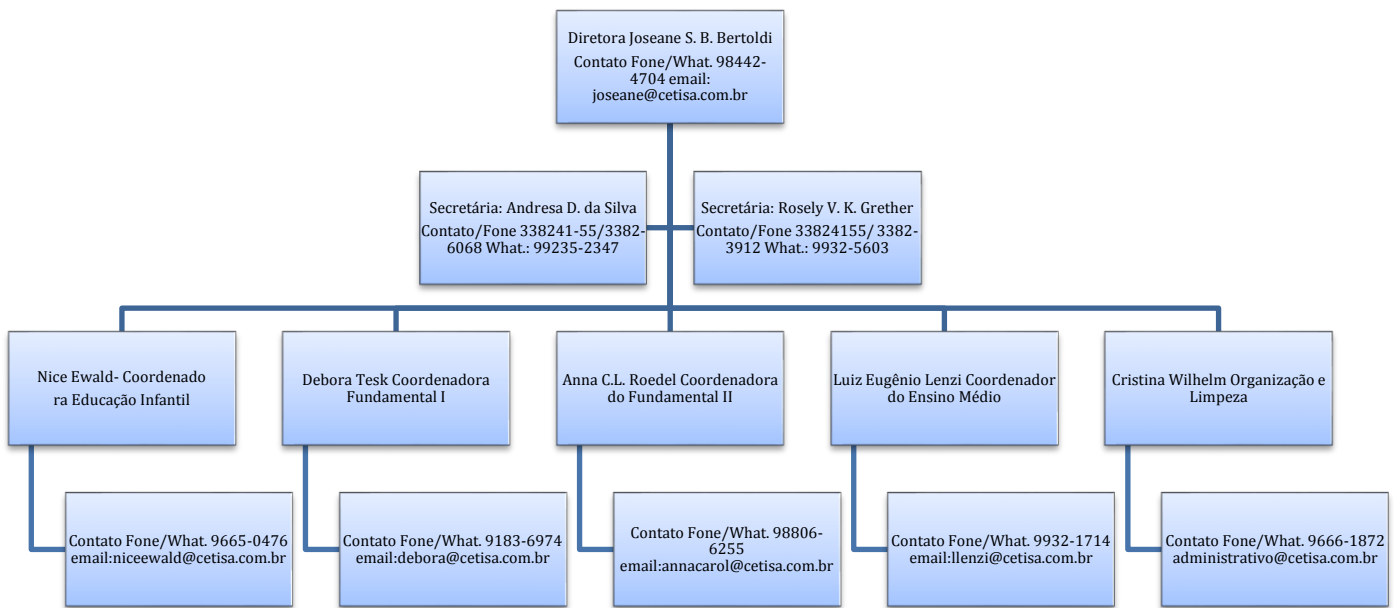 Diretora Joseane S. B. Bertoldi
Contato Fone/What. 98442-
4704 email:
joseane@cetisa.com.br
Secretária: Andresa D. da Silva
Contato/Fone 338241-55/3382-
6068 What.: 99235-2347
Secretária: Rosely V. K. Grether
Contato/Fone 33824155/ 3382-
3912 What.: 9932-5603
Nice Ewald- Coordenado
ra Educação Infantil
Debora Tesk Coordenadora
Fundamental I
Anna C.L. Roedel Coordenadora
do Fundamental II
Luiz Eugênio Lenzi Coordenador
do Ensino Médio
Cristina Wilhelm Organização e
Limpeza
Contato Fone/What. 9665-0476
email:niceewald@cetisa.com.br
Contato Fone/What. 9183-6974
email:debora@cetisa.com.br
Contato Fone/What. 98806-
6255
email:annacarol@cetisa.com.br
Contato Fone/What. 9932-1714
email:llenzi@cetisa.com.br
Contato Fone/What. 9666-1872
administrativo@cetisa.com.br